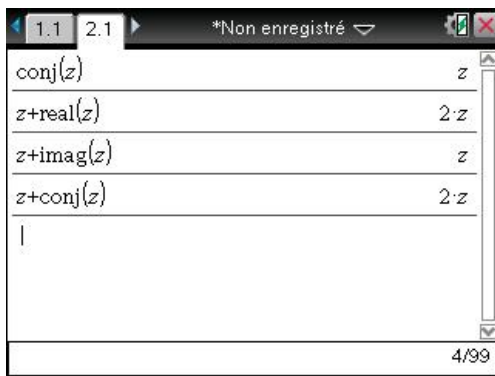 1.1 2.1 *Non enregistré
conj(z) z
z+real(z) 2·z
z+imag(z) z
z+conj(z) 2·z
4/99